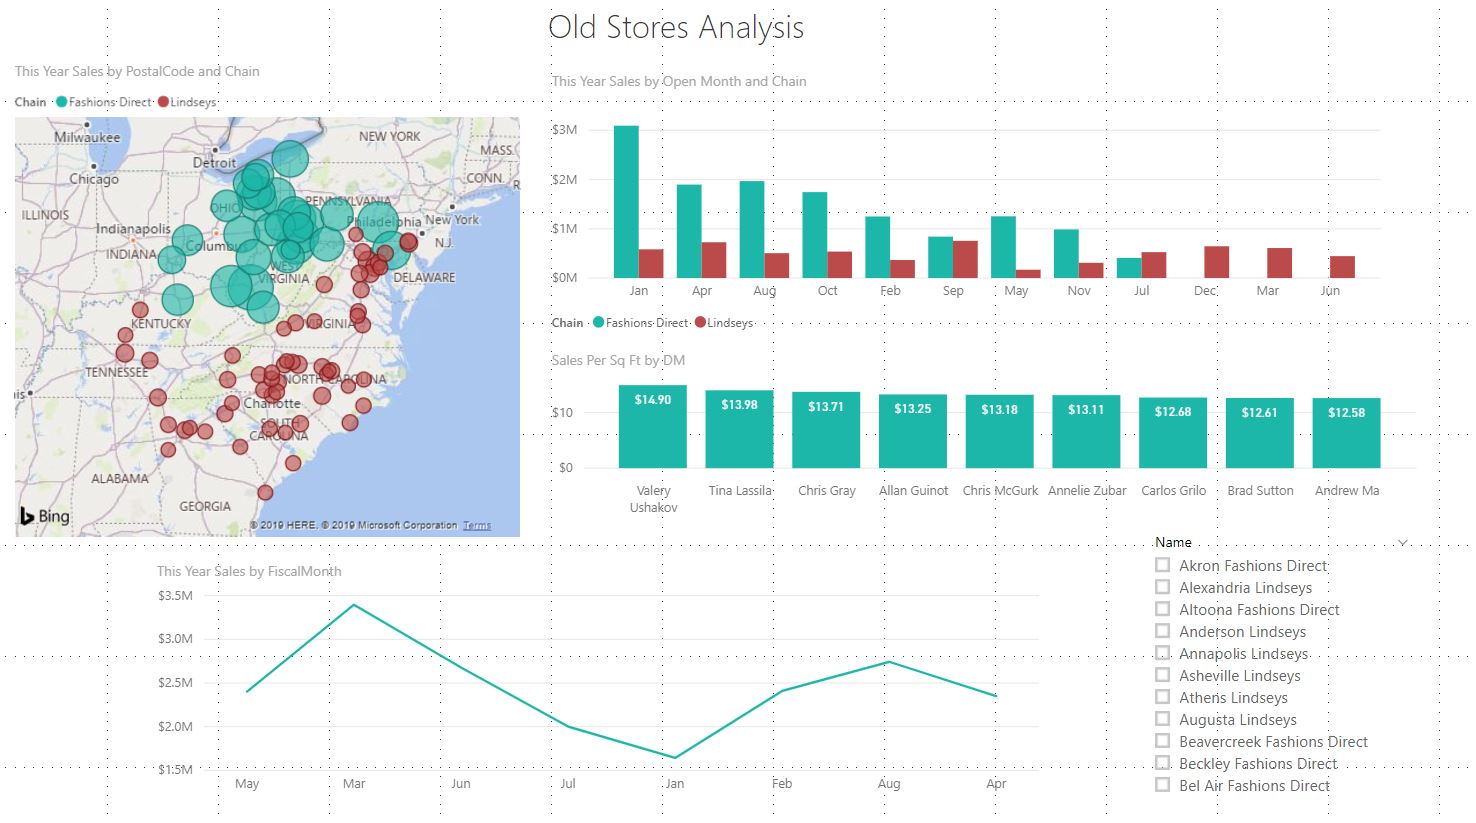 Old Stores Analysis
This Year Sales by PostalCode and Chain
Chain Fashions Direct Lindseys
Milwaukee
NEW YORK
MASS.
Detroit
Chicago
CONN.
R
ILLINOIS
OHIO
PENNSYLVANIA
Philadelphia
New York
Indianapolis
Columbu
N.J.
INDIANA
WEST
VIRGINIA
DELAWARE
KENTUCKY
VIRGINIA
TENNESSEE
NORTH CAROLINA
is
Charlotte
SOUTH
CAROLINA
ALABAMA
GEORGIA
Bing
© 2019 HERE, © 2019 Microsoft Corporation Terms
This Year Sales by Open Month and Chain
$3M
$2M
$1M
$0M
Jan Apr Aug Oct Feb Sep May Nov Jul Dec Mar Jun
Chain Fashions Direct Lindseys
Sales Per Sq Ft by DM
$14.90 $13.98 $13.71 $13.25 $13.18 $13.11 $12.68 $12.61 $12.58
$10
$0
Valery Tina Lassila Chris Gray Allan Guinot Chris McGurk Annelie Zubar Carlos Grilo Brad Sutton Andrew Ma
Ushakov
This Year Sales by FiscalMonth
$3.5M
$3.0M
$2.5M
$2.0M
$1.5M
May Mar Jun Jul Jan Feb Aug Apr
Name
Akron Fashions Direct
Alexandria Lindseys
Altoona Fashions Direct
Anderson Lindseys
Annapolis Lindseys
Asheville Lindseys
Athens Lindseys
Augusta Lindseys
Beavercreek Fashions Direct
Beckley Fashions Direct
Bel Air Fashions Direct